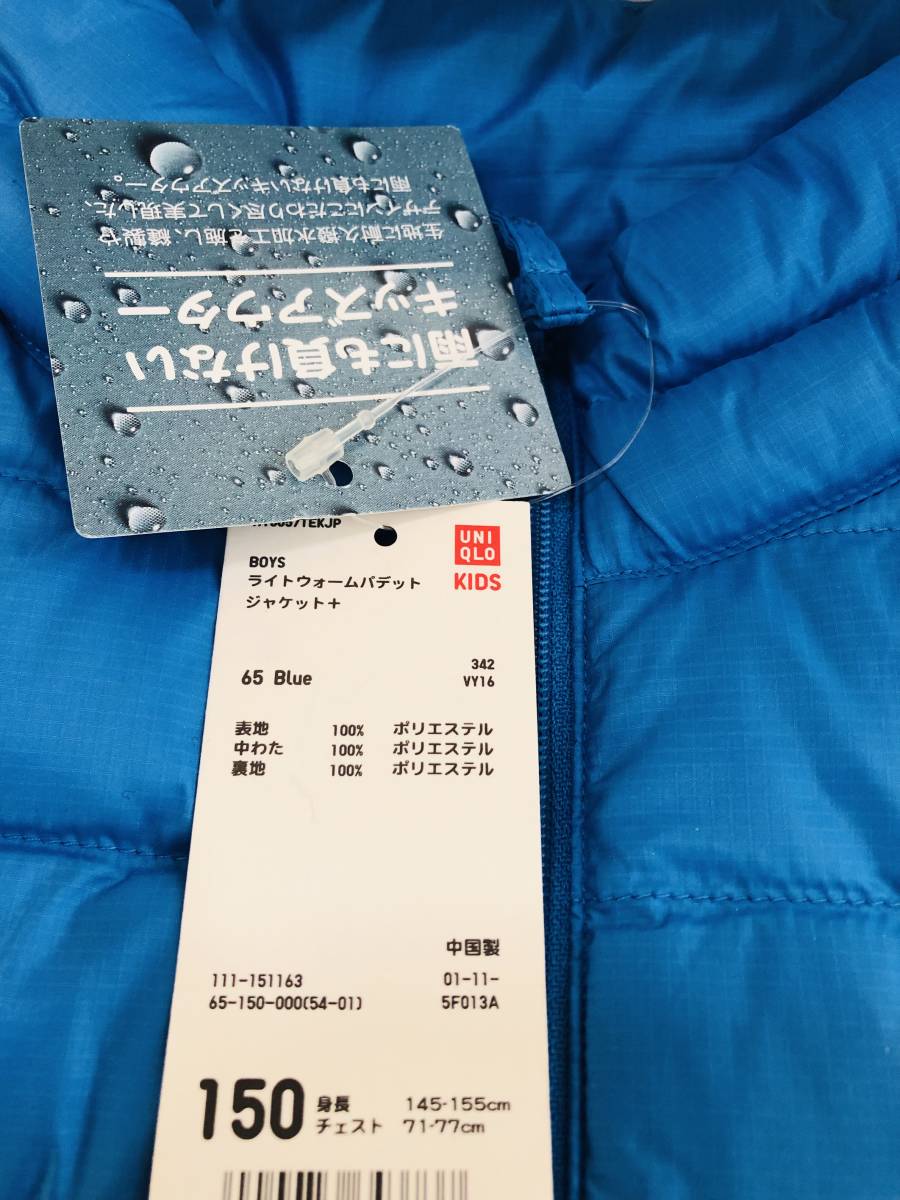 雨にも負けない
キッズアウター
生地に耐久撥水加工を施し、縫製や
デザインにこだわり尽くして実現した、
雨にも負けないキッズアウター。
UNI
QLO
KIDS
BOYS
ライトウォームパデット
ジャケット+
65 Blue
342
VY16
表地 100% ポリエステル
中わた 100% ポリエステル
裏地 100% ポリエステル
中国製
111-151163 01-11-
65-150-000(54-01) 5F013A
150 身長 145-155cm
チェスト 71-77cm